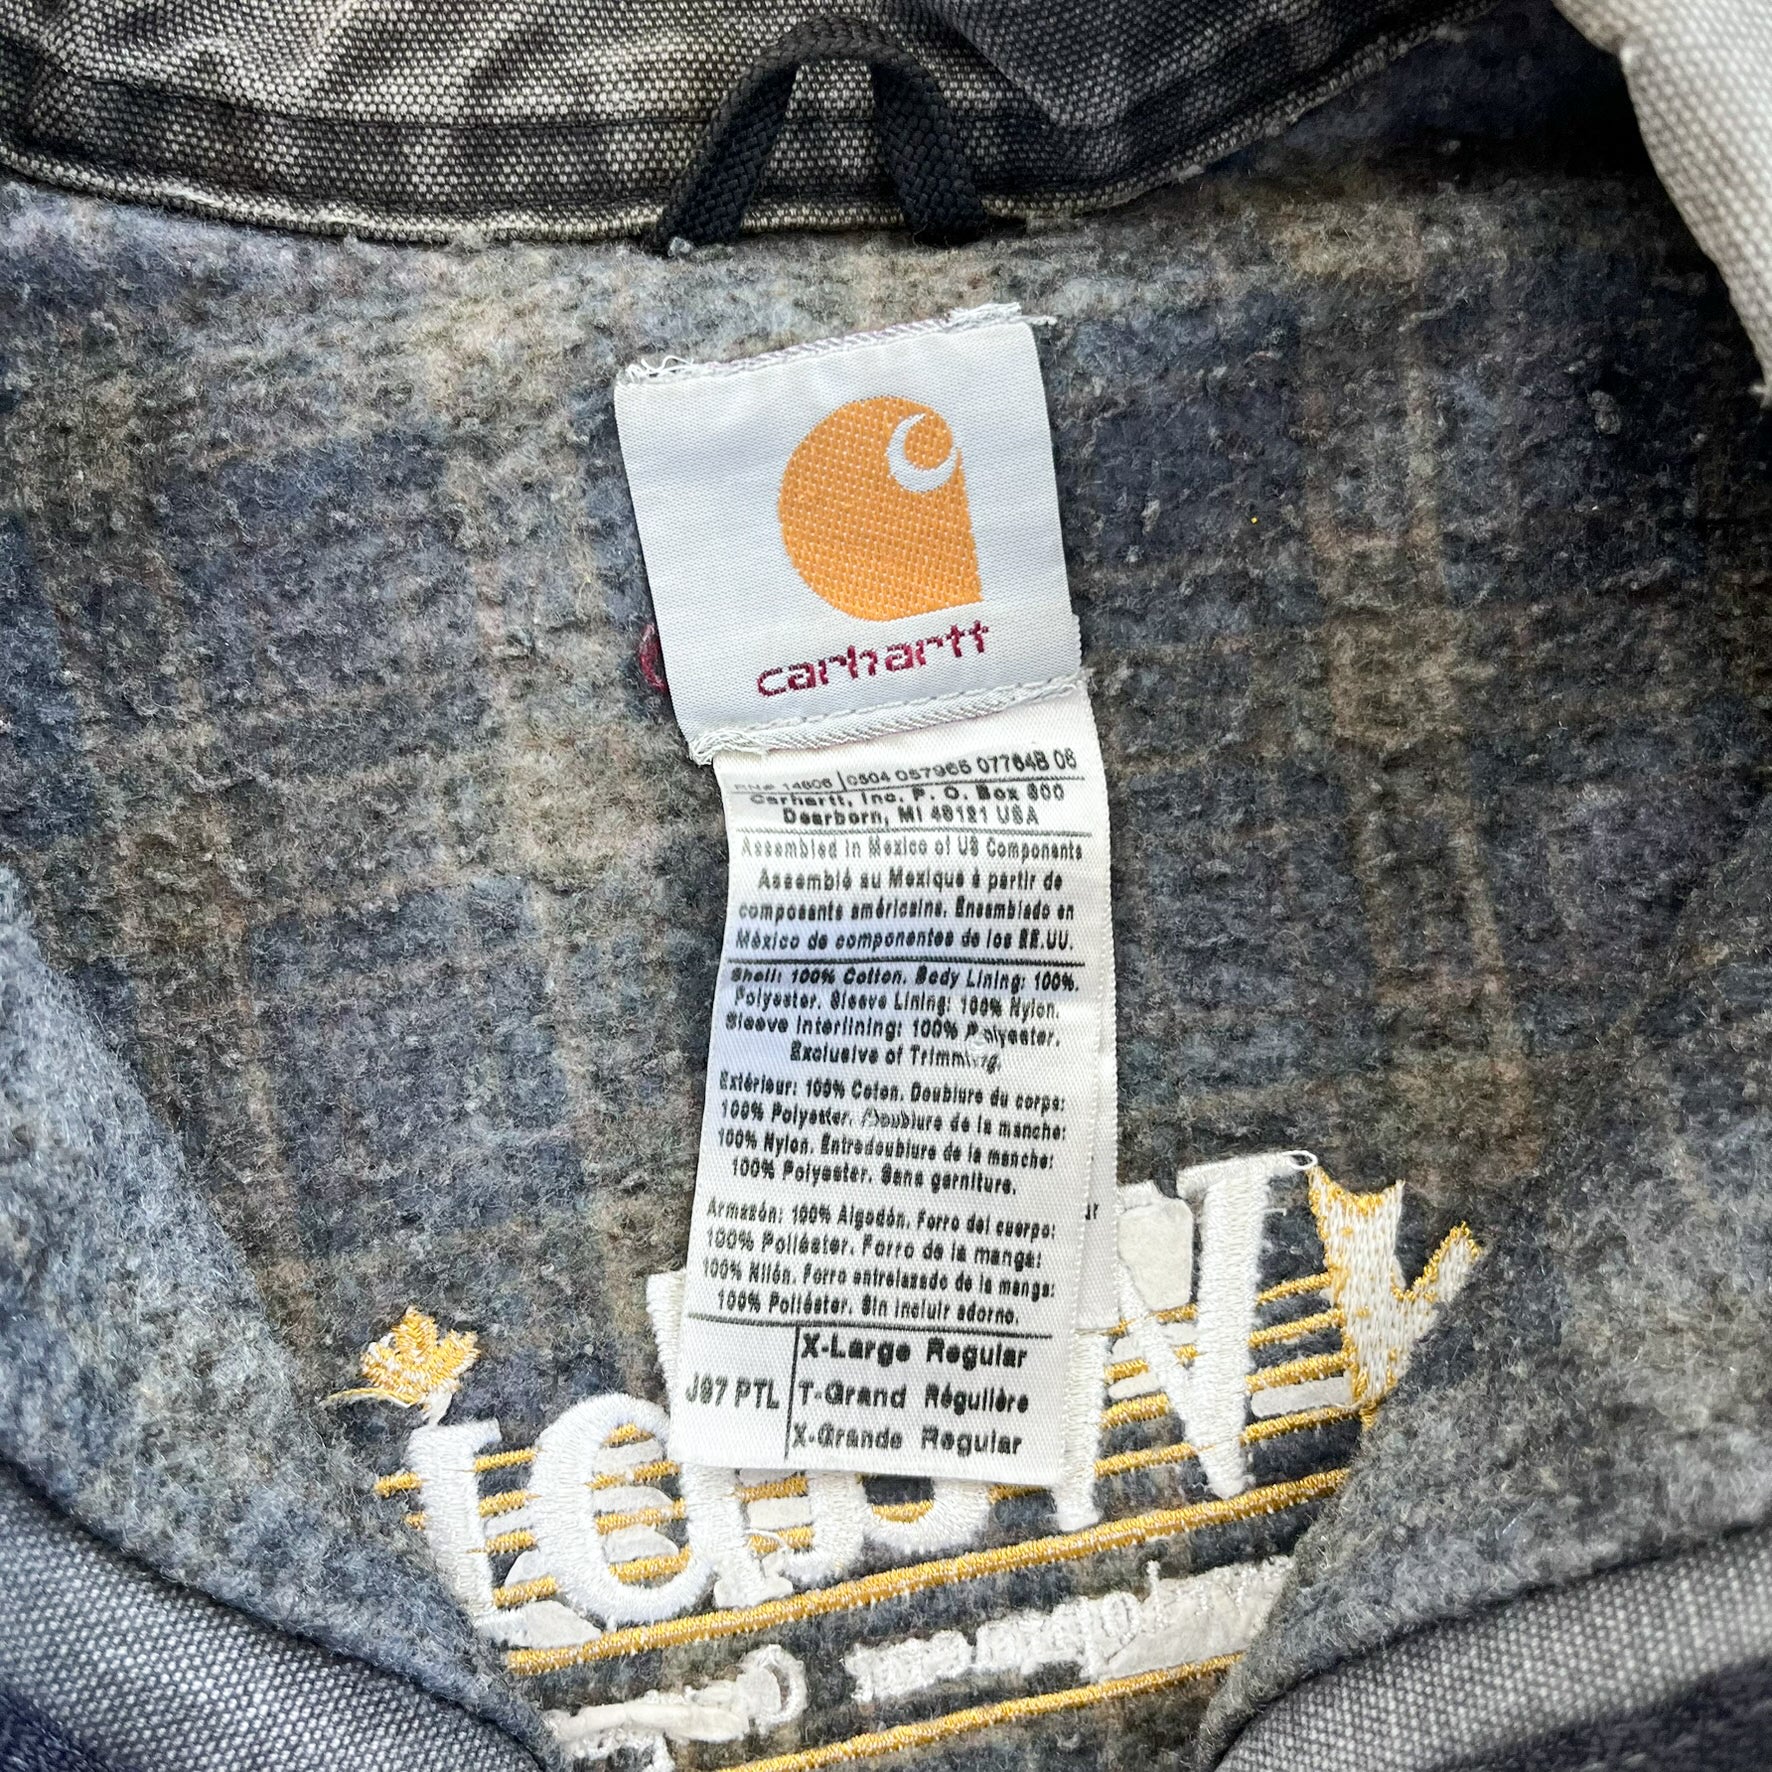 carhartt
RN# 14806 0504 057965 07764B 06
Carhartt, Inc. P. O. Box 600
Dearborn, MI 48121 USA
Assembled in Mexico of US Components
Assemblé au Mexique à partir de
composants américains. Ensamblado en
México de componentes de los EE.UU.
Shell: 100% Cotton. Body Lining: 100%.
Polyester. Sleeve Lining: 100% Nylon.
Sleeve Interlining: 100% Polyester.
Exclusive of Trimming.
Extérieur: 100% Coton. Doublure du corps:
100% Polyester. Doublure de la manche:
100% Nylon. Entredoublure de la manche:
100% Polyester. Sans garniture.
Armazón: 100% Algodón. Forro del cuerpo:
100% Poliéster. Forro de la manga:
100% Nilón. Forro entrelazado de la manga:
100% Poliéster. Sin incluir adorno.
X-Large Regular
J97 PTL T-Grand Régulière
X-Grande Regular